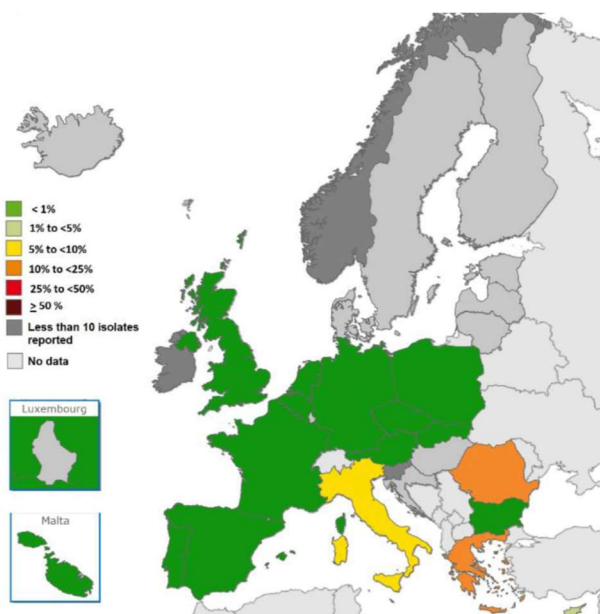 < 1%
1% to <5%
5% to <10%
10% to <25%
25% to <50%
≥ 50 %
Less than 10 isolates
reported
No data
Luxembourg
Malta